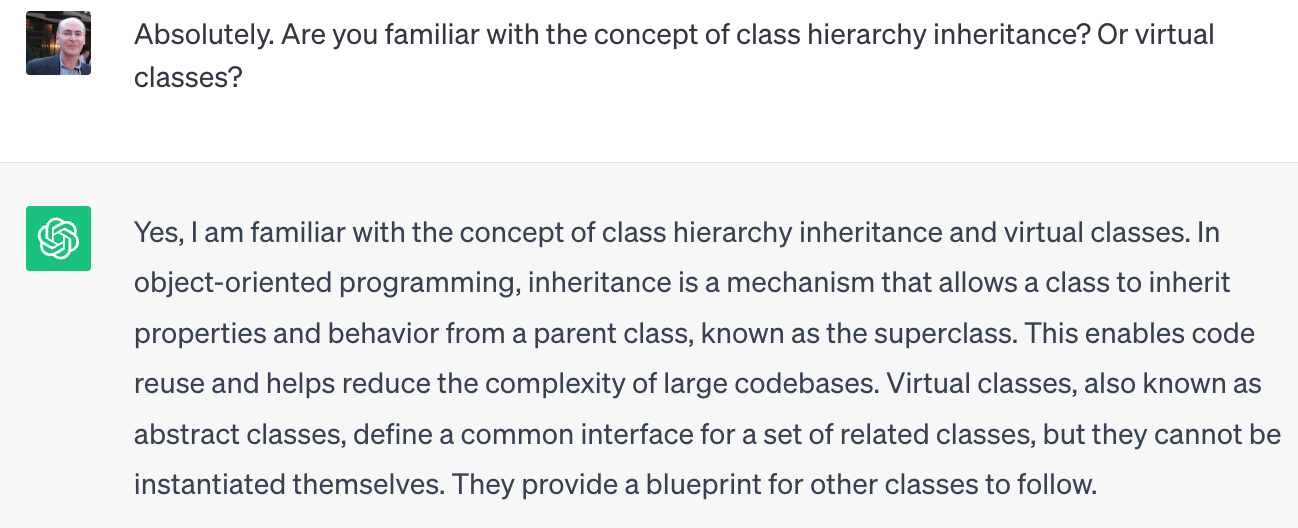 Absolutely. Are you familiar with the concept of class hierarchy inheritance? Or virtual
classes?
Yes, I am familiar with the concept of class hierarchy inheritance and virtual classes. In
object-oriented programming, inheritance is a mechanism that allows a class to inherit
properties and behavior from a parent class, known as the superclass. This enables code
reuse and helps reduce the complexity of large codebases. Virtual classes, also known as
abstract classes, define a common interface for a set of related classes, but they cannot be
instantiated themselves. They provide a blueprint for other classes to follow.